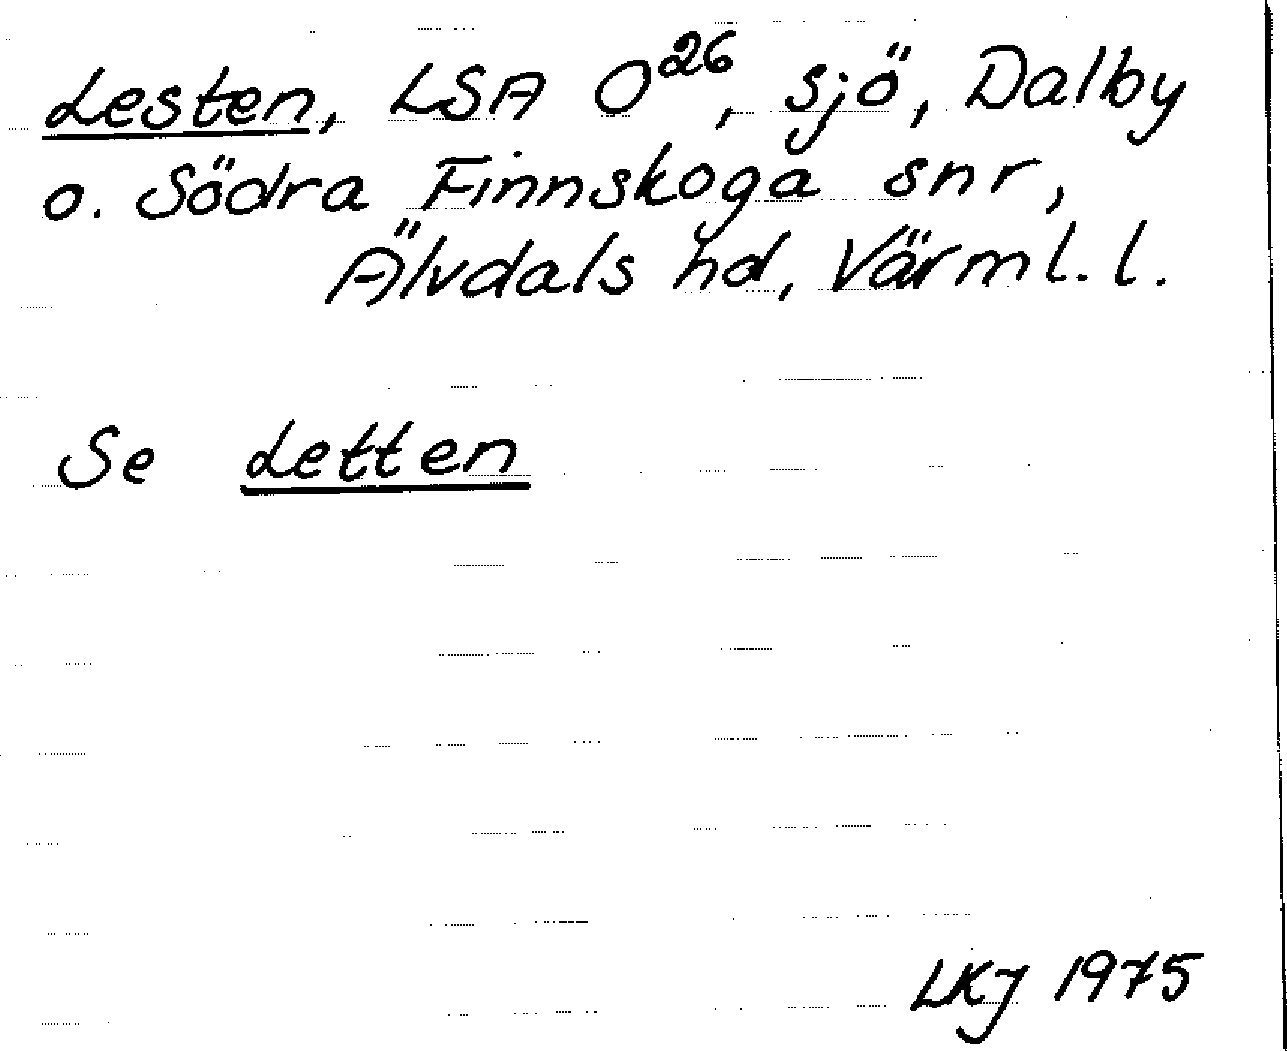 Lesten, LSA O26, sjö, Dalby
o. Södra Finnskoga snr,
Älvdals hd, Värml. l.
Se Letten
LKJ 1975